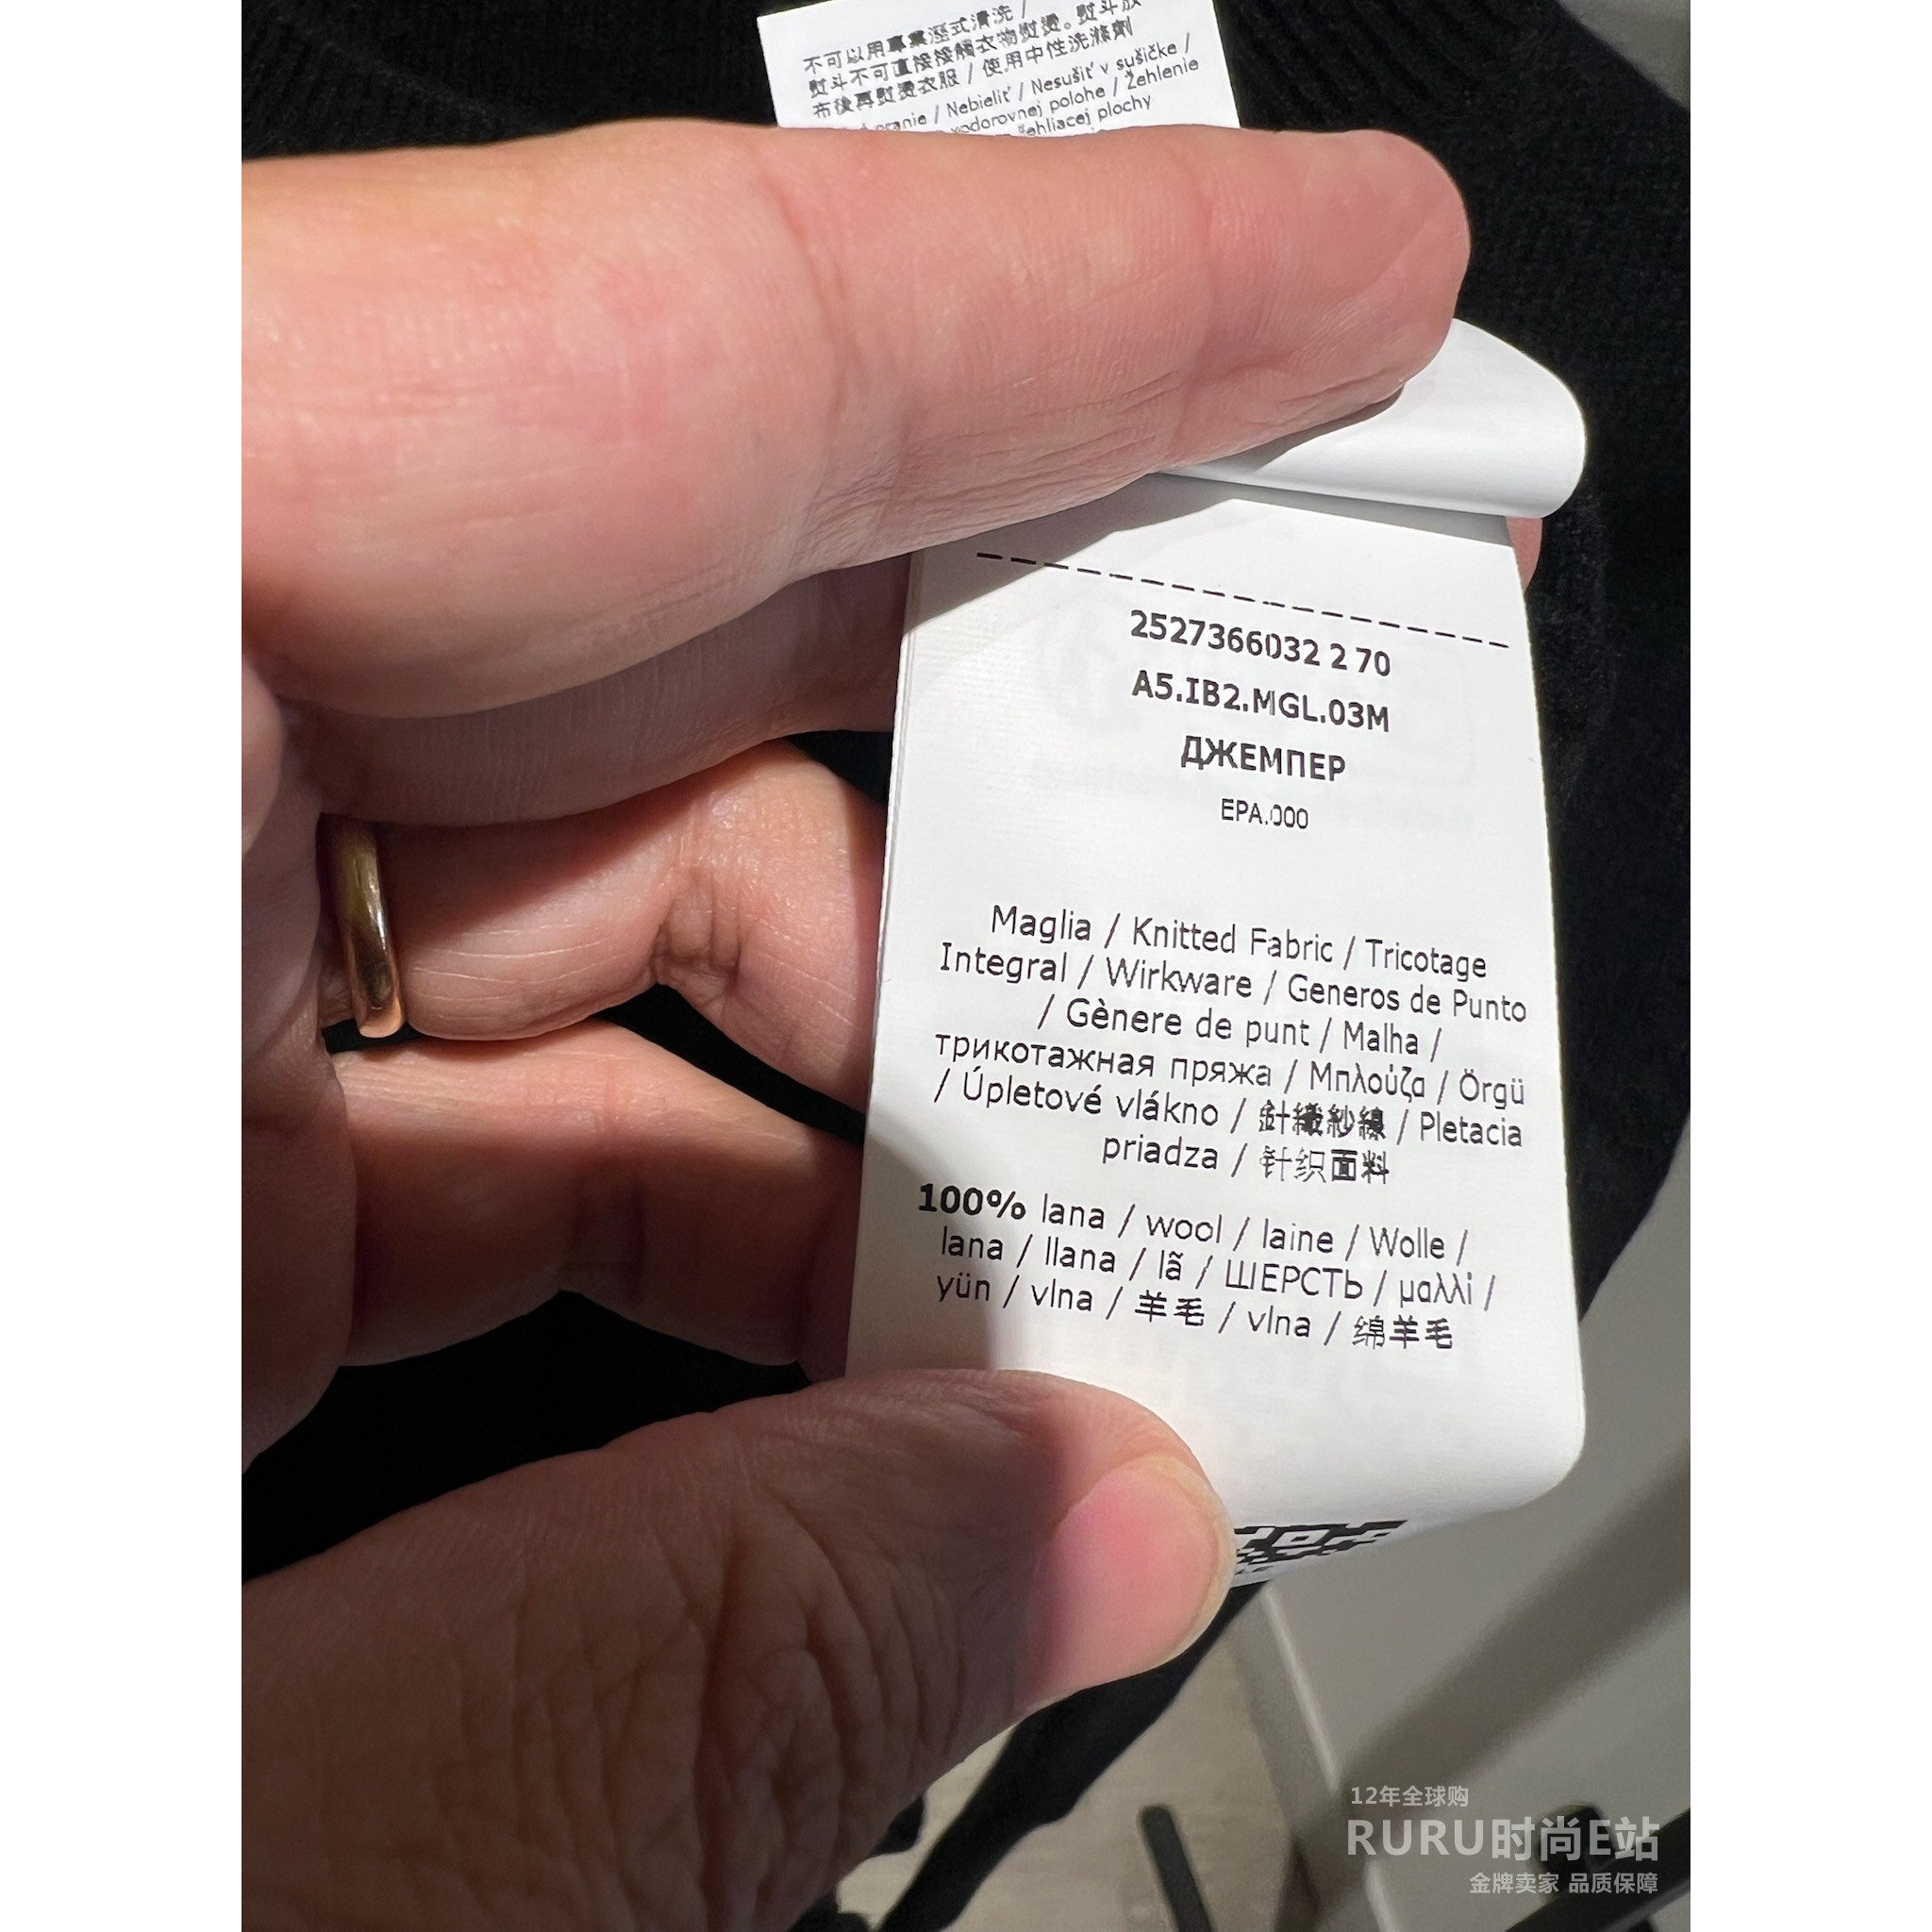 不可以用專業溼式清洗 /
熨斗不可直接接觸衣物熨燙。熨斗放
布後再熨燙衣服 / 使用中性洗滌劑
/ Nebieliť / Nesušiť v sušičke /
polohe / Žehlenie
plochy
2527366032 2 70
A5.IB2.MGL.03M
ДЖЕМПЕР
EPA.000
Maglia / Knitted Fabric / Tricotage
Integral / Wirkware / Generos de Punto
/ Gènere de punt / Malha /
трикотажная пряжа / Μπλούζα / Örgü
/ Úpletové vlákno / 針織紗線 / Pletacia
priadza / 针织面料
100% lana / wool / laine / Wolle /
lana / llana / lã / ШЕРСТЬ / μαλλί /
yün / vlna / 羊毛 / vlna / 绵羊毛
12年全球购
RURU时尚E站
金牌卖家 品质保障